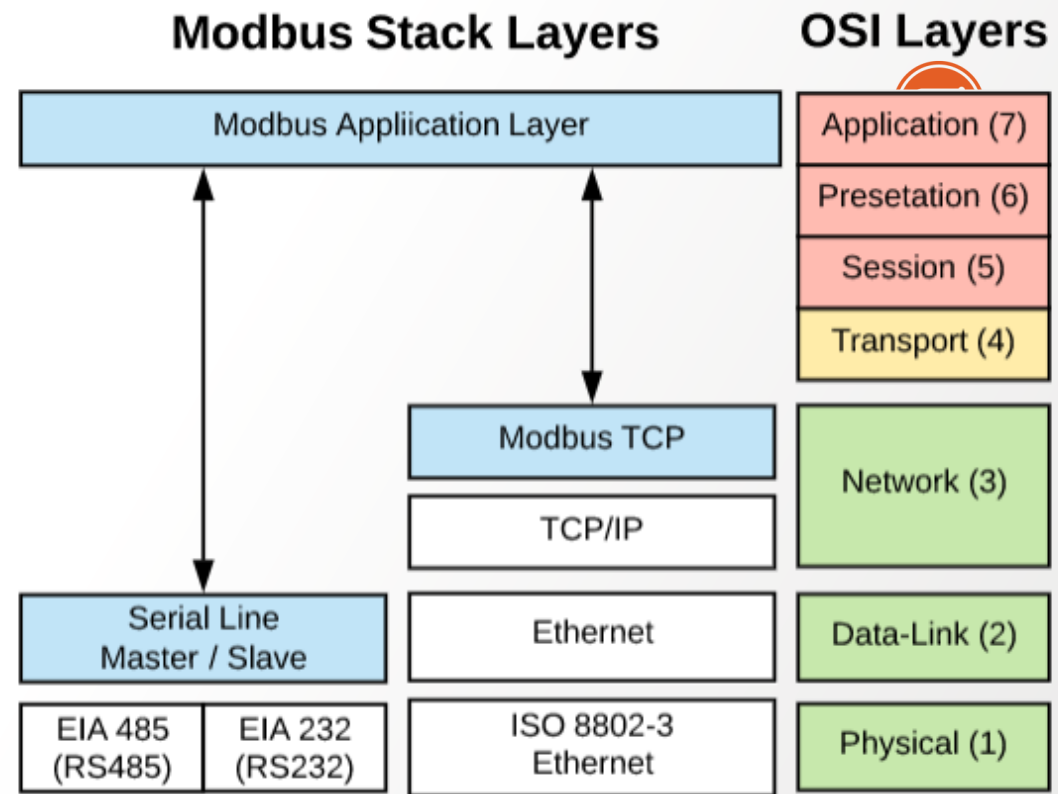 Modbus Stack Layers
OSI Layers
Modbus Appliication Layer
Application (7)
Presetation (6)
Session (5)
Transport (4)
Modbus TCP
Network (3)
TCP/IP
Serial Line
Master / Slave
Ethernet
Data-Link (2)
EIA 485
(RS485)
EIA 232
(RS232)
ISO 8802-3
Ethernet
Physical (1)